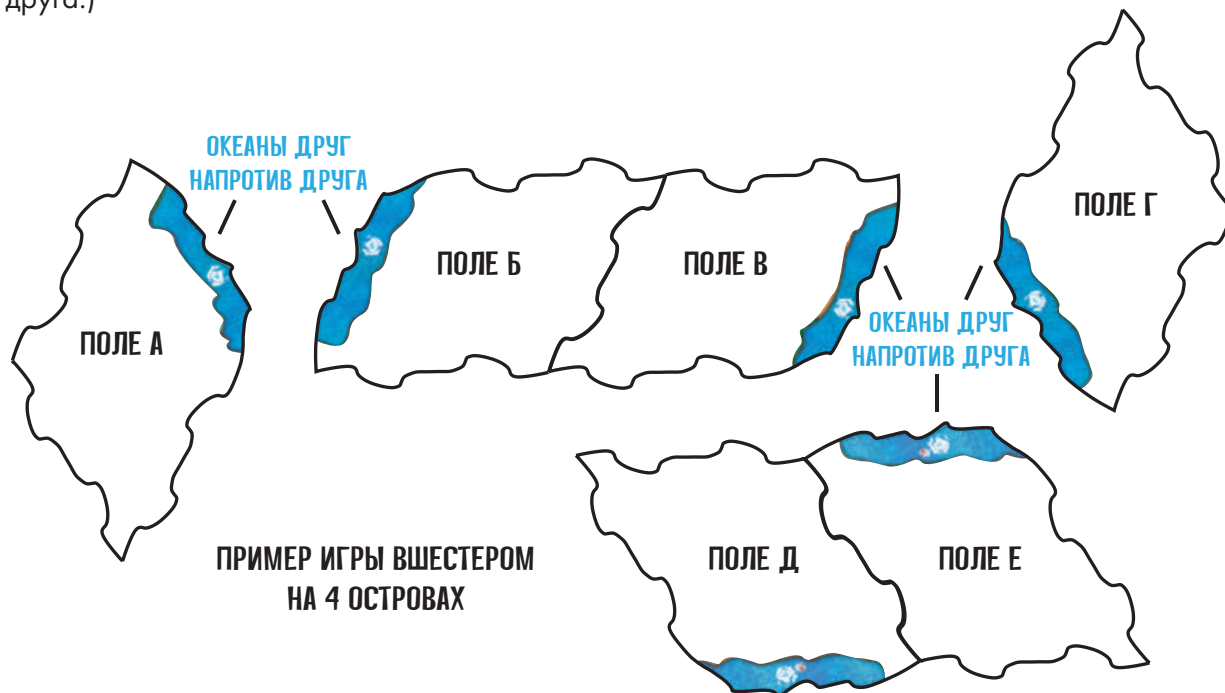 друга.)
ОКЕАНЫ ДРУГ
НАПРОТИВ ДРУГА
ПОЛЕ А
ПОЛЕ Б
ПОЛЕ В
ПОЛЕ Г
ОКЕАНЫ ДРУГ
НАПРОТИВ ДРУГА
ПРИМЕР ИГРЫ ВШЕСТЕРОМ
НА 4 ОСТРОВАХ
ПОЛЕ Д
ПОЛЕ Е